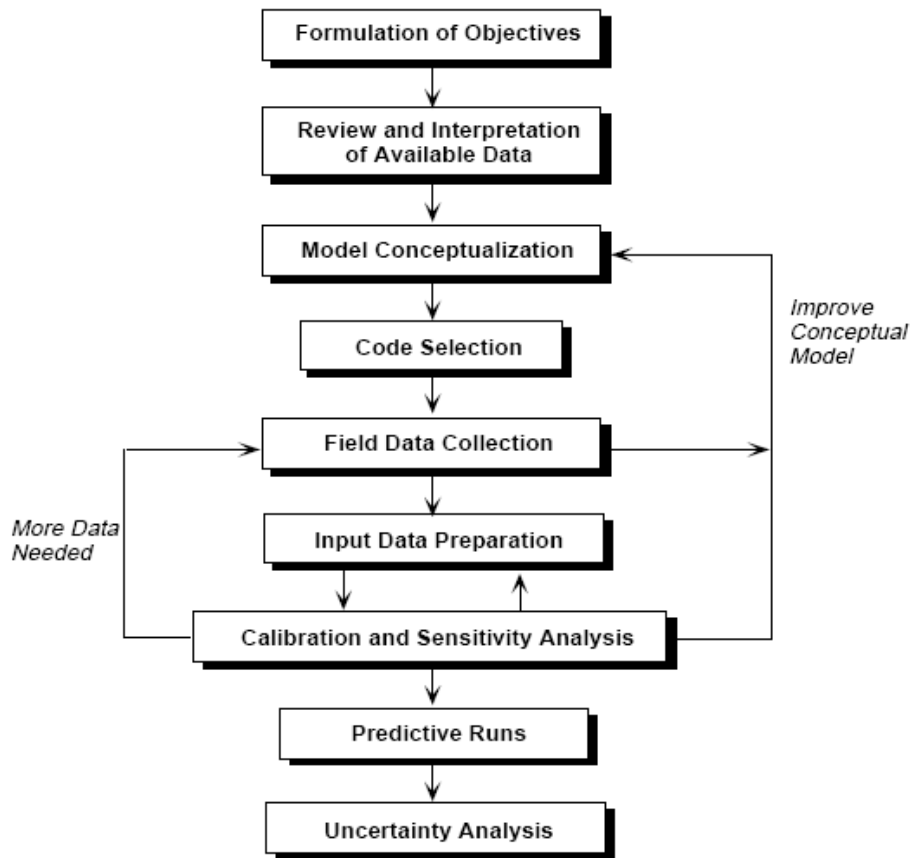 Formulation of Objectives
Review and Interpretation
of Available Data
Model Conceptualization
Improve
Conceptual
Model
Code Selection
Field Data Collection
More Data
Needed
Input Data Preparation
Calibration and Sensitivity Analysis
Predictive Runs
Uncertainty Analysis